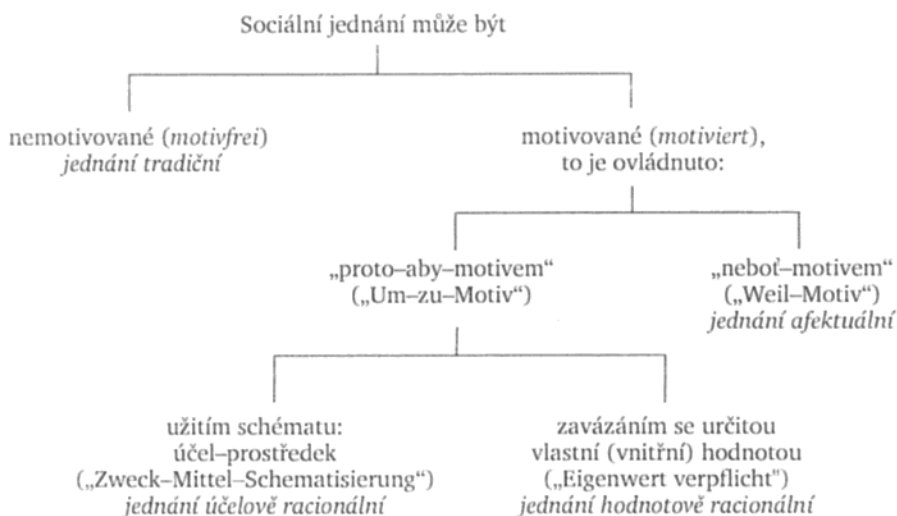 Sociální jednání může být
nemotivované (motivfrei)
jednání tradiční
motivované (motiviert),
to je ovládnuto:
„proto–aby–motivem“
(„Um–zu–Motiv“)
„neboť–motivem“
(„Weil–Motiv“)
jednání afektuální
užitím schématu:
účel–prostředek
(„Zweck–Mittel–Schematisierung“)
jednání účelově racionální
zavázáním se určitou
vlastní (vnitřní) hodnotou
(„Eigenwert verpflicht")
jednání hodnotově racionální